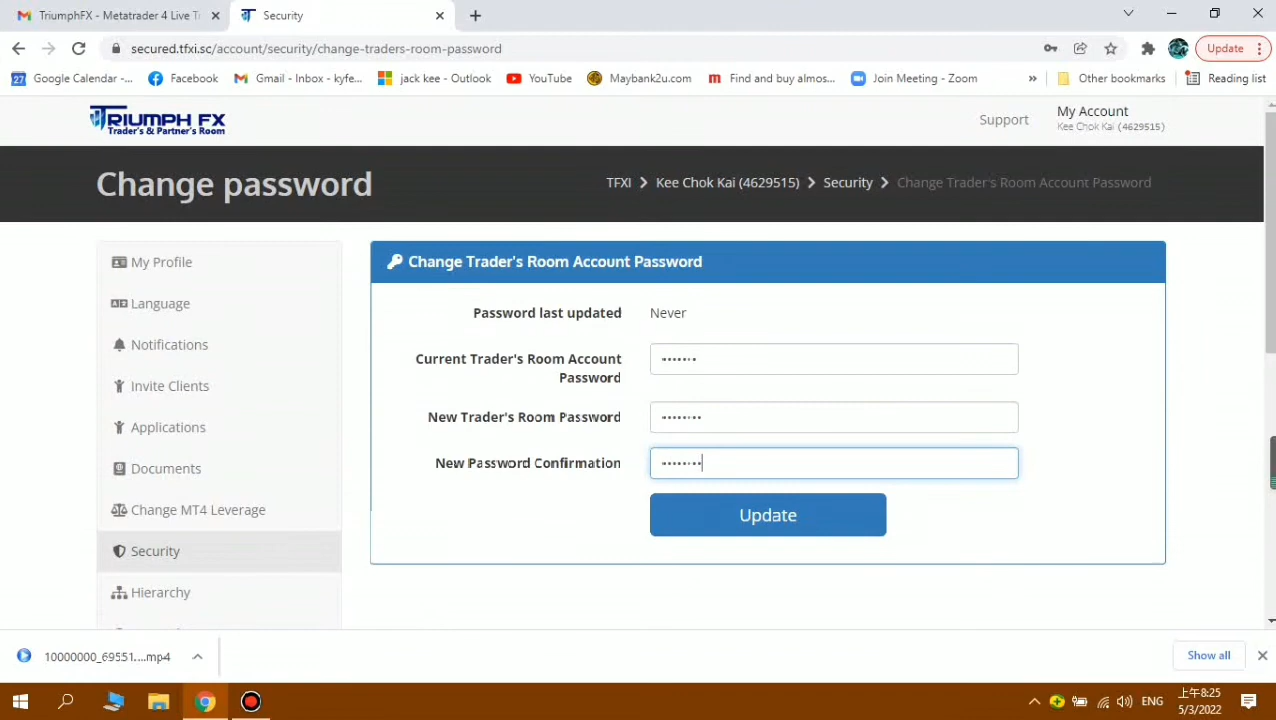 TriumphFX - Metatrader 4 Live T
Security
secured.tfxi.sc/account/security/change-traders-room-password
Update
Google Calendar -...
Facebook
Gmail - Inbox - kyfe...
jack kee - Outlook
YouTube
Maybank2u.com
Find and buy almos...
Join Meeting - Zoom
»
Other bookmarks
Reading list
TRIUMPH FX
Trader's & Partner's Room
Support
My Account
Kee Chok Kai (4629515)
Change password
TFXI > Kee Chok Kai (4629515) > Security > Change Trader's Room Account Password
My Profile
Language
Notifications
Invite Clients
Applications
Documents
Change MT4 Leverage
Security
Hierarchy
Change Trader's Room Account Password
Password last updated Never
Current Trader's Room Account
Password
New Trader's Room Password
New Password Confirmation
Update
10000000_69551....mp4
Show all
ENG
上午8:25
5/3/2022